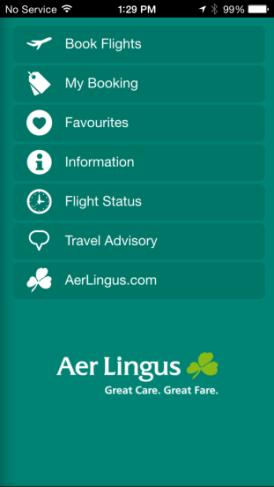 No Service 1:29 PM 99%
Book Flights
My Booking
Favourites
Information
Flight Status
Travel Advisory
AerLingus.com
Aer Lingus
Great Care. Great Fare.